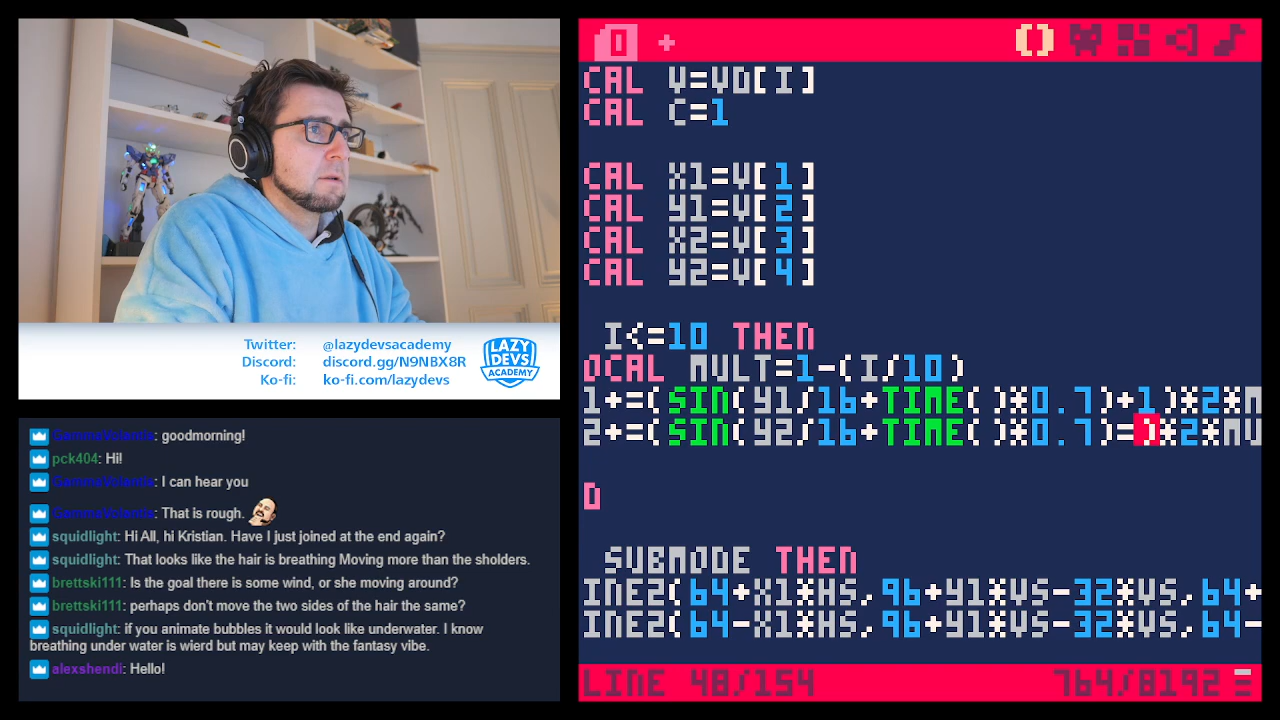 Twitter: @lazydevsacademy
Discord: discord.gg/N9NBX8R
Ko-fi: ko-fi.com/lazydevs
LAZY
DEVS
ACADEMY
GammaVolantis: goodmorning!
pck404: Hi!
I can hear you
That is rough.
squidlight: Hi All, hi Kristian. Have I just joined at the end again?
squidlight: That looks like the hair is breathing Moving more than the sholders.
brettski111: Is the goal there is some wind, or she moving around?
brettski111: perhaps don't move the two sides of the hair the same?
squidlight: if you animate bubbles it would look like underwater. I know
breathing under water is wierd but may keep with the fantasy vibe.
alexshendi: Hello!
0 +
CAL V=VD[I]
CAL C=1
CAL X1=V[1]
CAL Y1=V[2]
CAL X2=V[3]
CAL Y2=V[4]
I<=10 THEN
OCAL MULT=1-(I/10)
1+=(SIN(Y1/16+TIME()*0.7)+1)*2*M
2+=(SIN(Y2/16+TIME()*0.7)=)*2*MU
D
SUBMODE THEN
INE2(64+X1*HS,96+Y1*VS-32*VS,64+
INE2(64-X1*HS,96+Y1*VS-32*VS,64-
LINE 48/154 764/8192